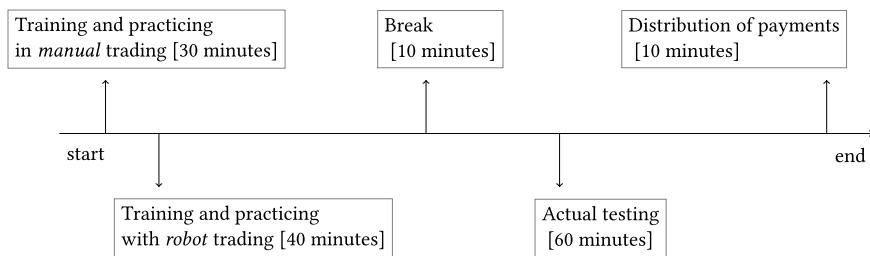 Training and practicing
in manual trading [30 minutes]
Break
[10 minutes]
Distribution of payments
[10 minutes]
start
end
Training and practicing
with robot trading [40 minutes]
Actual testing
[60 minutes]